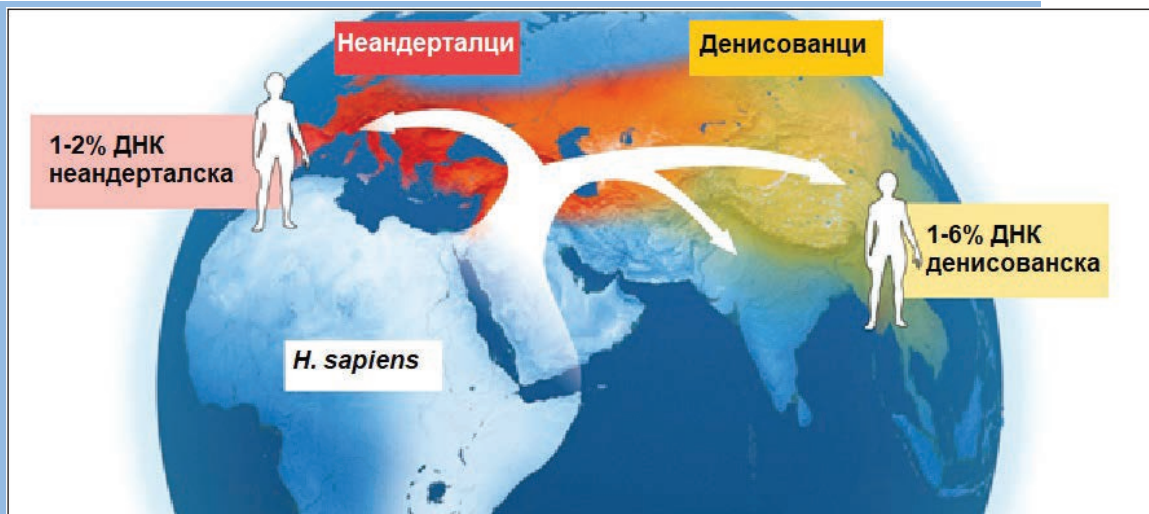 Неандерталци
Денисованци
1-2% ДНК
неандерталска
1-6% ДНК
денисованска
H. sapiens